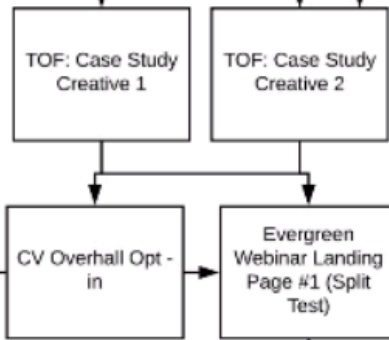 TOF: Case Study
Creative 1
TOF: Case Study
Creative 2
CV Overhall Opt -
in
Evergreen
Webinar Landing
Page #1 (Split
Test)